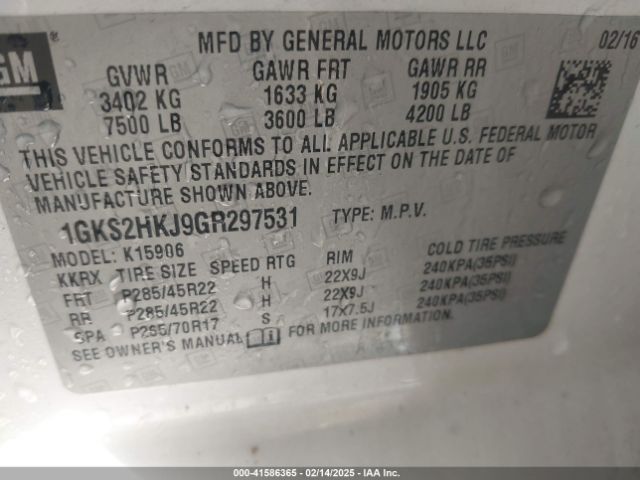 GM ®
MFD BY GENERAL MOTORS LLC 02/16
GVWR GAWR FRT GAWR RR
3402 KG 1633 KG 1905 KG
7500 LB 3600 LB 4200 LB
THIS VEHICLE CONFORMS TO ALL APPLICABLE U.S. FEDERAL MOTOR
VEHICLE SAFETY STANDARDS IN EFFECT ON THE DATE OF
MANUFACTURE SHOWN ABOVE.
1GKS2HKJ9GR297531 TYPE: M.P.V.
MODEL: K15906
KKRX TIRE SIZE SPEED RTG RIM COLD TIRE PRESSURE
FRT P285/45R22 H 22X9J 240KPA(35PSI)
RR P285/45R22 H 22X9J 240KPA(35PSI)
SPA P265/70R17 S 17x7.5J 240KPA(35PSI)
SEE OWNER'S MANUAL FOR MORE INFORMATION.
000-41586365 - 02/14/2025 - IAA Inc.